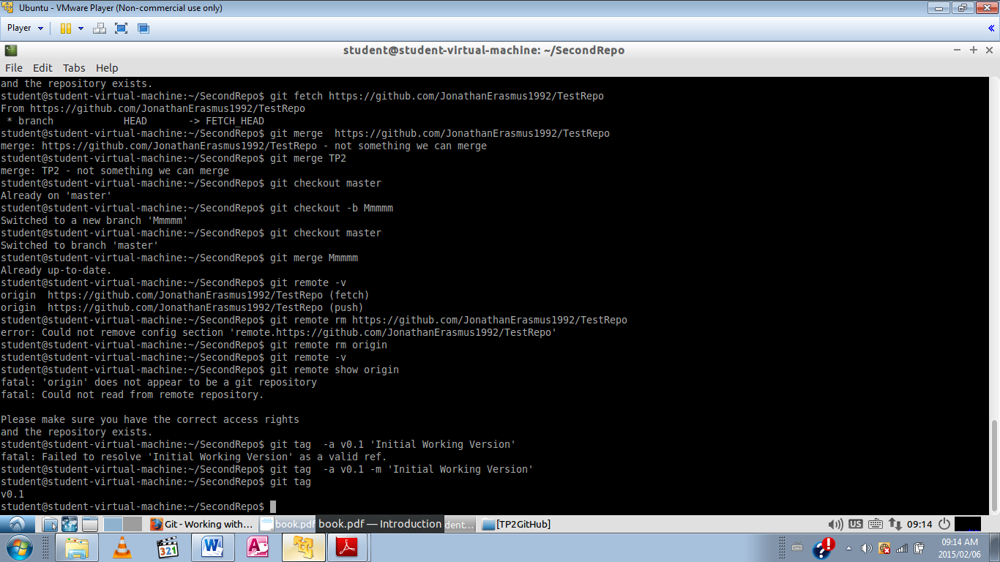 Ubuntu - VMware Player (Non-commercial use only)
Player
student@student-virtual-machine: ~/SecondRepo
File Edit Tabs Help
and the repository exists.
student@student-virtual-machine:~/SecondRepo$ git fetch https://github.com/JonathanErasmus1992/TestRepo
From https://github.com/JonathanErasmus1992/TestRepo
 * branch            HEAD       -> FETCH_HEAD
student@student-virtual-machine:~/SecondRepo$ git merge  https://github.com/JonathanErasmus1992/TestRepo
merge: https://github.com/JonathanErasmus1992/TestRepo - not something we can merge
student@student-virtual-machine:~/SecondRepo$ git merge TP2
merge: TP2 - not something we can merge
student@student-virtual-machine:~/SecondRepo$ git checkout master
Already on 'master'
student@student-virtual-machine:~/SecondRepo$ git checkout -b Mmmmm
Switched to a new branch 'Mmmmm'
student@student-virtual-machine:~/SecondRepo$ git checkout master
Switched to branch 'master'
student@student-virtual-machine:~/SecondRepo$ git merge Mmmmm
Already up-to-date.
student@student-virtual-machine:~/SecondRepo$ git remote -v
origin  https://github.com/JonathanErasmus1992/TestRepo (fetch)
origin  https://github.com/JonathanErasmus1992/TestRepo (push)
student@student-virtual-machine:~/SecondRepo$ git remote rm https://github.com/JonathanErasmus1992/TestRepo
error: Could not remove config section 'remote.https://github.com/JonathanErasmus1992/TestRepo'
student@student-virtual-machine:~/SecondRepo$ git remote rm origin
student@student-virtual-machine:~/SecondRepo$ git remote -v
student@student-virtual-machine:~/SecondRepo$ git remote show origin
fatal: 'origin' does not appear to be a git repository
fatal: Could not read from remote repository.

Please make sure you have the correct access rights
and the repository exists.
student@student-virtual-machine:~/SecondRepo$ git tag  -a v0.1 'Initial Working Version'
fatal: Failed to resolve 'Initial Working Version' as a valid ref.
student@student-virtual-machine:~/SecondRepo$ git tag  -a v0.1 -m 'Initial Working Version'
student@student-virtual-machine:~/SecondRepo$ git tag
v0.1
student@student-virtual-machine:~/SecondRepo$
Git - Working with... book.pdf book.pdf — Introduction dent... [TP2GitHub] US 09:14
321 W A 09:14 AM
2015/02/06